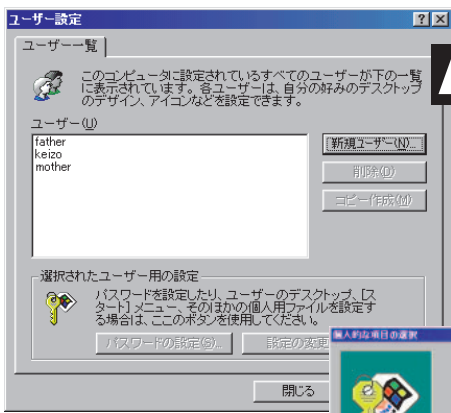 ユーザー設定
ユーザー一覧
このコンピュータに設定されているすべてのユーザーが下の一覧
に表示されています。各ユーザーは、自分の好みのデスクトップ
のデザイン、アイコンなどを設定できます。
ユーザー(U)
father
keizo
mother
新規ユーザー(N)...
削除(D)
コピー作成(M)
選択されたユーザー用の設定
パスワードを設定したり、ユーザーのデスクトップ、[ス
タート] メニュー、そのほかの個人用ファイルを設定す
る場合は、ここのボタンを使用してください。
パスワードの設定(S)...
設定の変更
個人的な項目の選択
閉じる